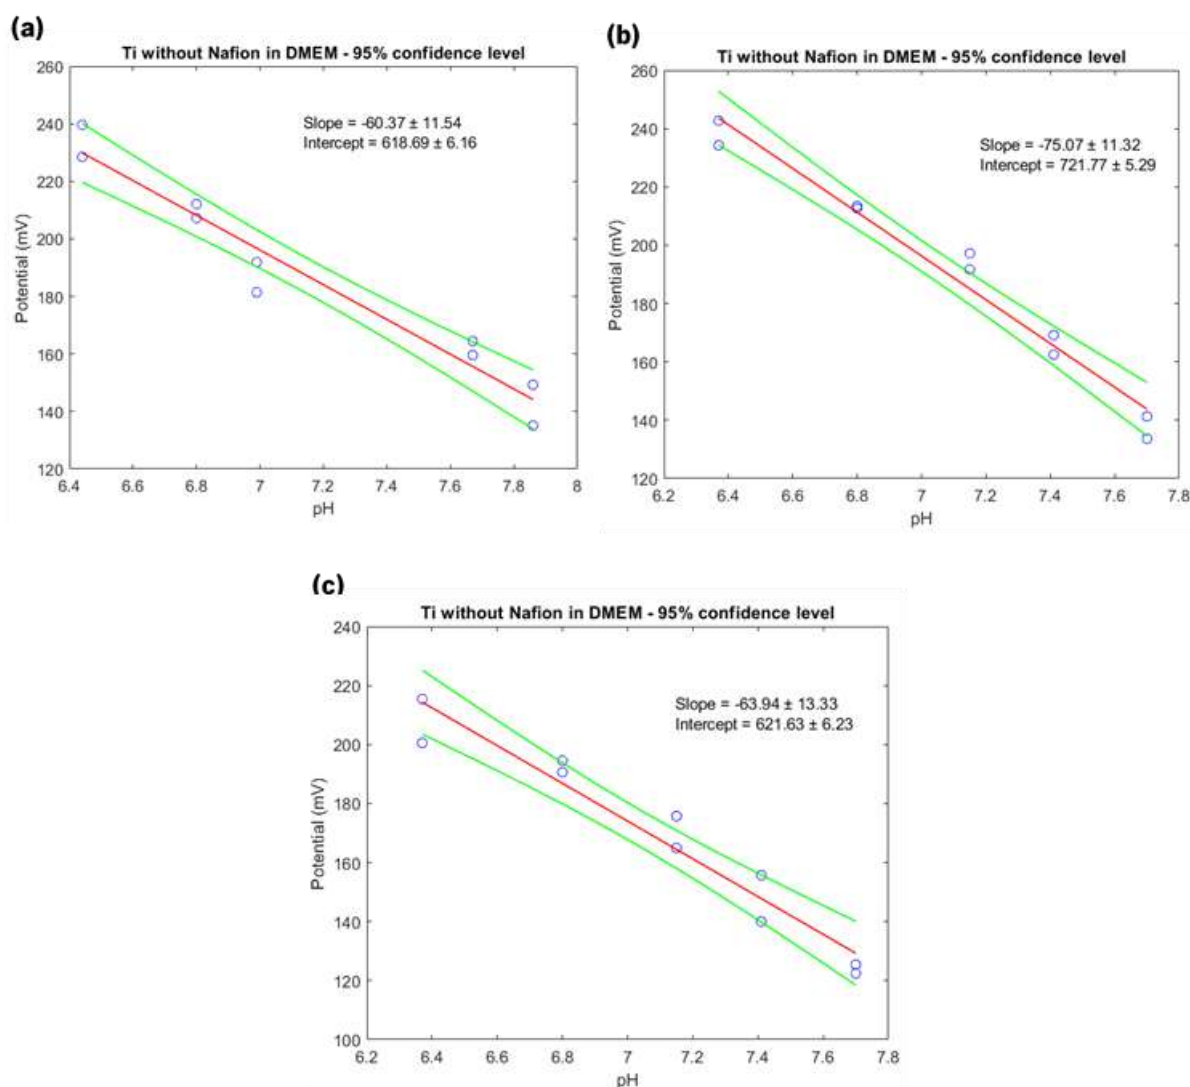 (a)
Ti without Nafion in DMEM - 95% confidence level
260
240
220
200
180
160
140
120
Potential (mV)
Slope = -60.37 ± 11.54
Intercept = 618.69 ± 6.16
6.4 6.6 6.8 7 7.2 7.4 7.6 7.8 8
pH
(b)
Ti without Nafion in DMEM - 95% confidence level
260
240
220
200
180
160
140
120
Potential (mV)
Slope = -75.07 ± 11.32
Intercept = 721.77 ± 5.29
6.2 6.4 6.6 6.8 7 7.2 7.4 7.6 7.8
pH
(c)
Ti without Nafion in DMEM - 95% confidence level
240
220
200
180
160
140
120
100
Potential (mV)
Slope = -63.94 ± 13.33
Intercept = 621.63 ± 6.23
6.2 6.4 6.6 6.8 7 7.2 7.4 7.6 7.8
pH